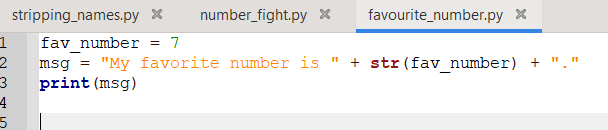 stripping_names.py × number_fight.py × favourite_number.py ×
1 fav_number = 7
2 msg = "My favorite number is " + str(fav_number) + "."
3 print(msg)
4
5